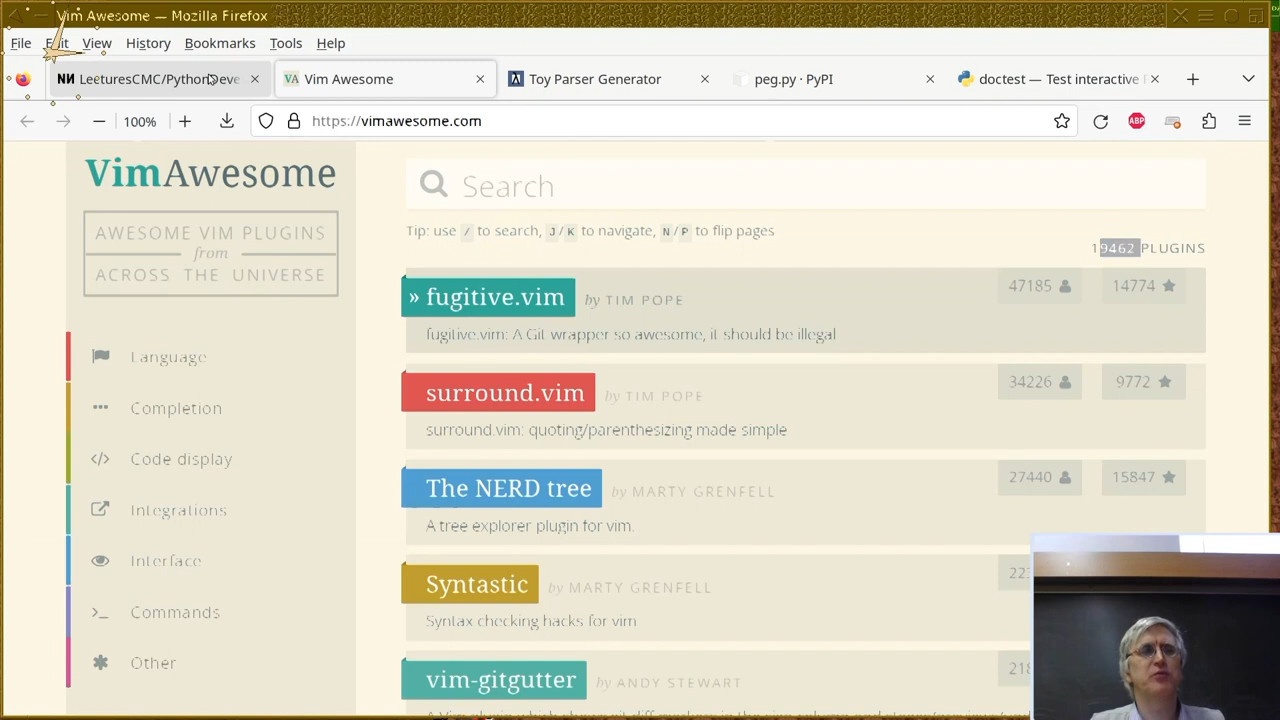 Vim Awesome — Mozilla Firefox
File Edit View History Bookmarks Tools Help
LecturesCMC/PythonDeve Vim Awesome Toy Parser Generator peg.py · PyPI doctest — Test interactive
100% https://vimawesome.com ABP
VimAwesome
AWESOME VIM PLUGINS
from
ACROSS THE UNIVERSE
Language
Completion
Code display
Integrations
Interface
Commands
Other
Search
Tip: use / to search, J/K to navigate, N/P to flip pages
19462 PLUGINS
» fugitive.vim by TIM POPE 47185 14774
fugitive.vim: A Git wrapper so awesome, it should be illegal
surround.vim by TIM POPE 34226 9772
surround.vim: quoting/parenthesizing made simple
The NERD tree by MARTY GRENFELL 27440 15847
A tree explorer plugin for vim.
Syntastic by MARTY GRENFELL
Syntax checking hacks for vim
vim-gitgutter by ANDY STEWART